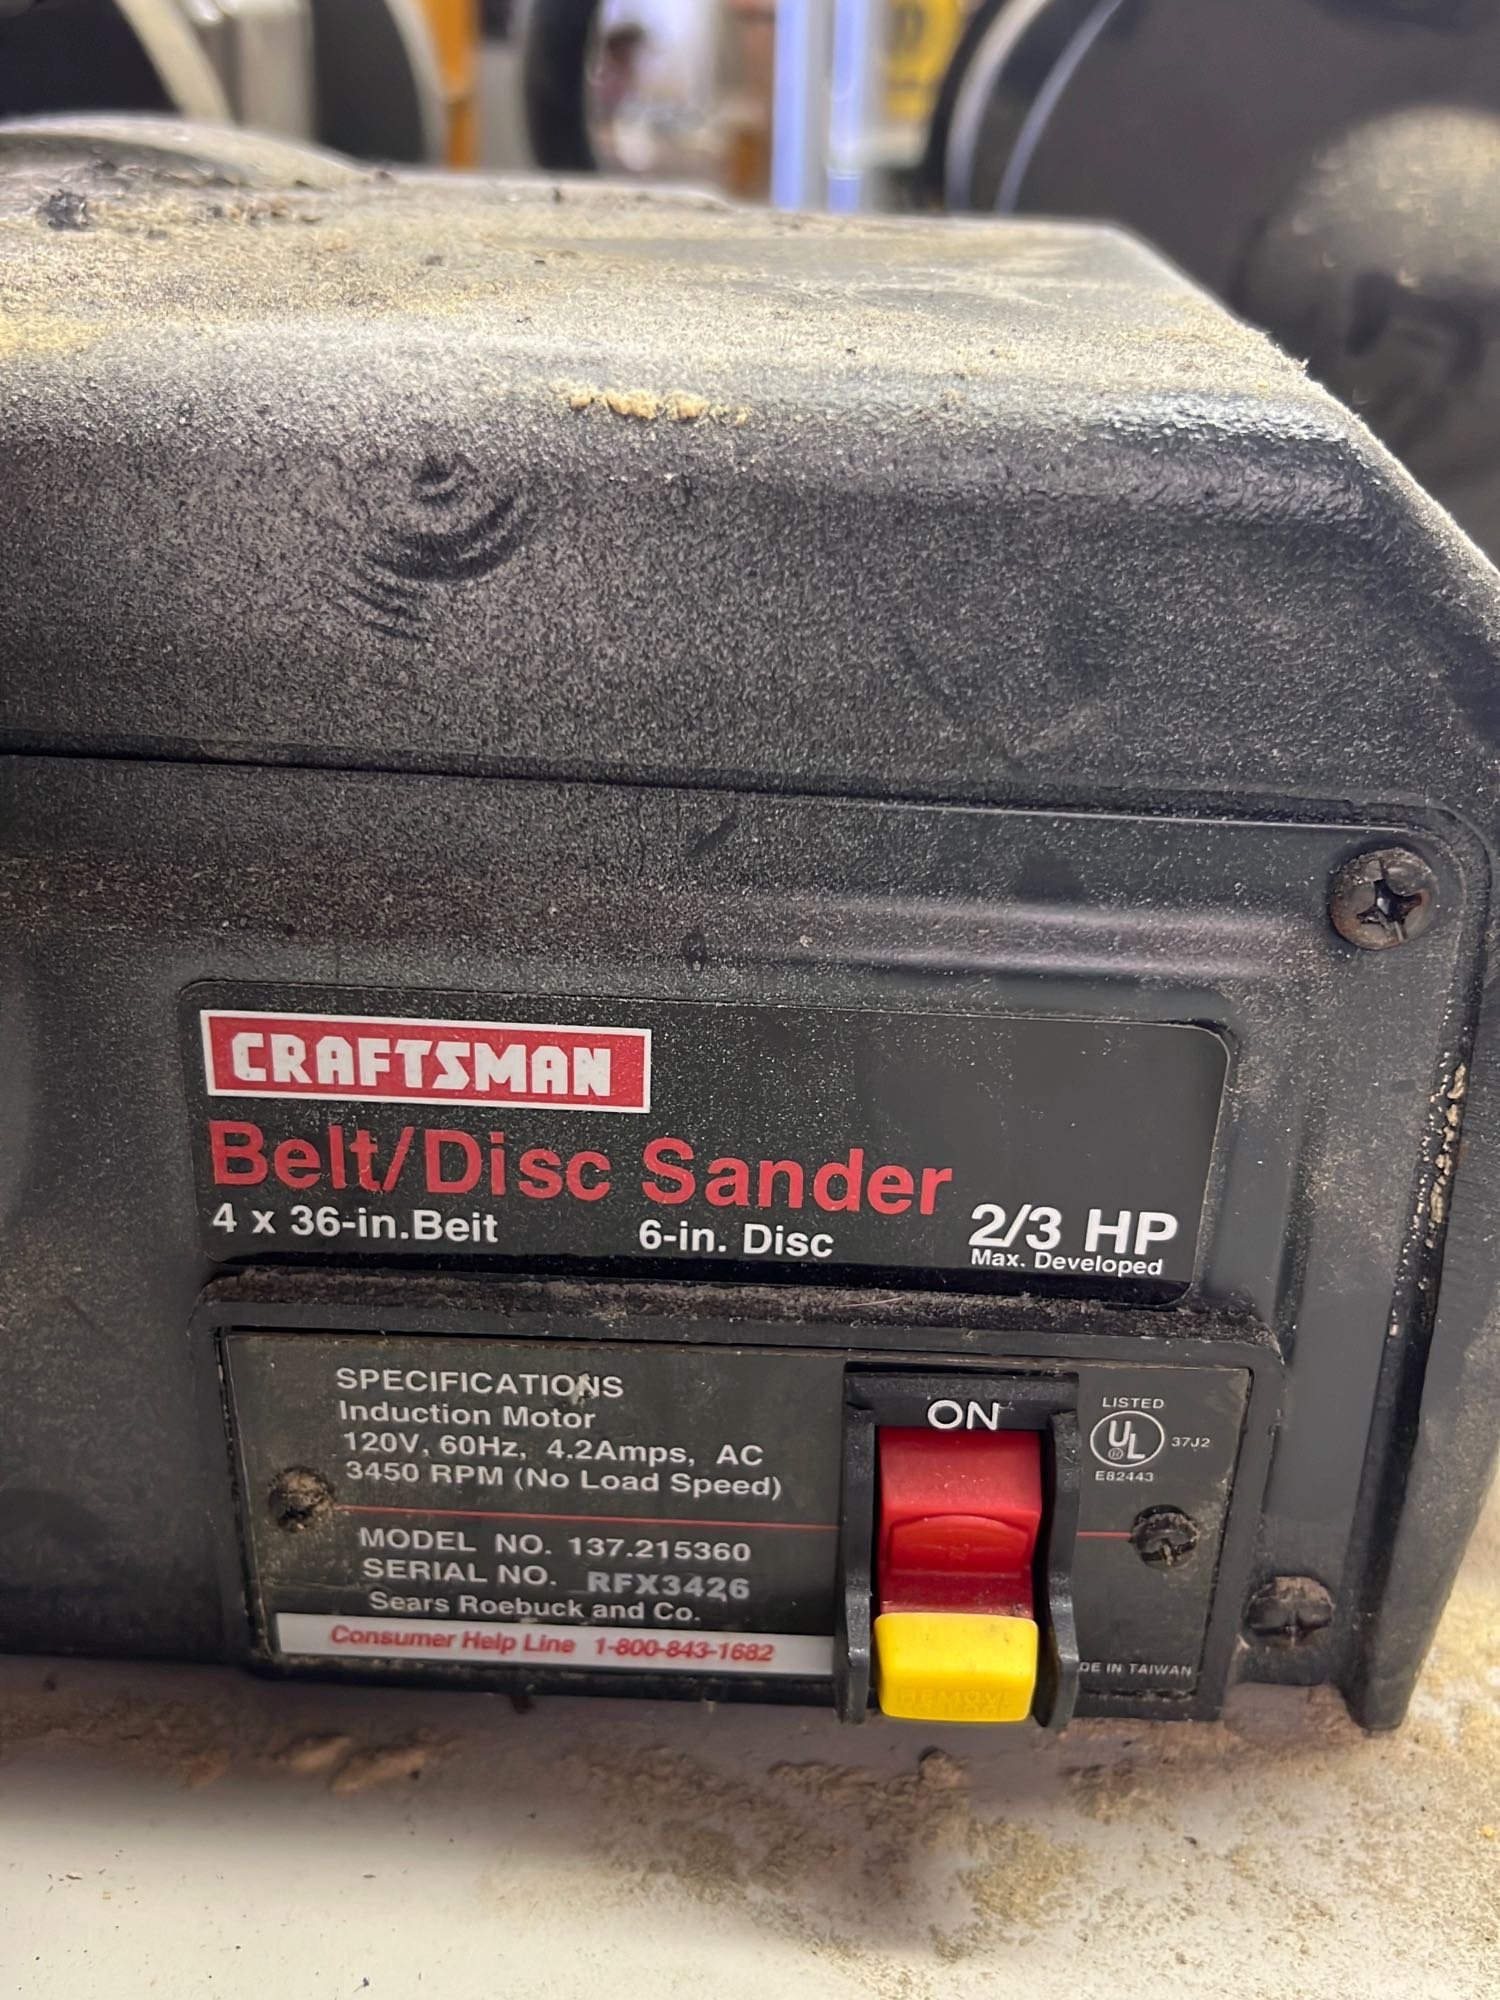 CRAFTSMAN
Belt/Disc Sander
4 x 36-in.Beit 6-in. Disc 2/3 HP
Max. Developed
SPECIFICATIONS
Induction Motor
120V, 60Hz, 4.2Amps, AC
3450 RPM (No Load Speed)
MODEL NO. 137.215360
SERIAL NO. RFX3426
Sears Roebuck and Co.
Consumer Help Line 1-800-843-1682
ON
REMOVE
LISTED
UL ® 37J2
E82443
DE IN TAIWAN